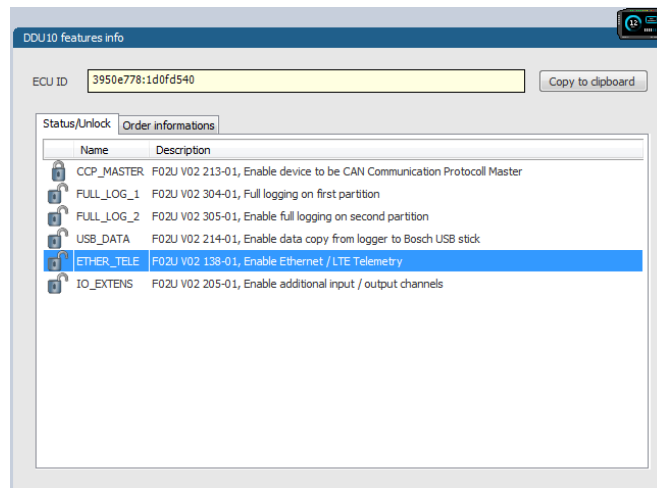 DDU10 features info
12
ECU ID 3950e778:1d0fd540 Copy to clipboard
Status/Unlock Order informations
Name Description
CCP_MASTER F02U V02 213-01, Enable device to be CAN Communication Protocoll Master
FULL_LOG_1 F02U V02 304-01, Full logging on first partition
FULL_LOG_2 F02U V02 305-01, Enable full logging on second partition
USB_DATA F02U V02 214-01, Enable data copy from logger to Bosch USB stick
ETHER_TELE F02U V02 138-01, Enable Ethernet / LTE Telemetry
IO_EXTENS F02U V02 205-01, Enable additional input / output channels